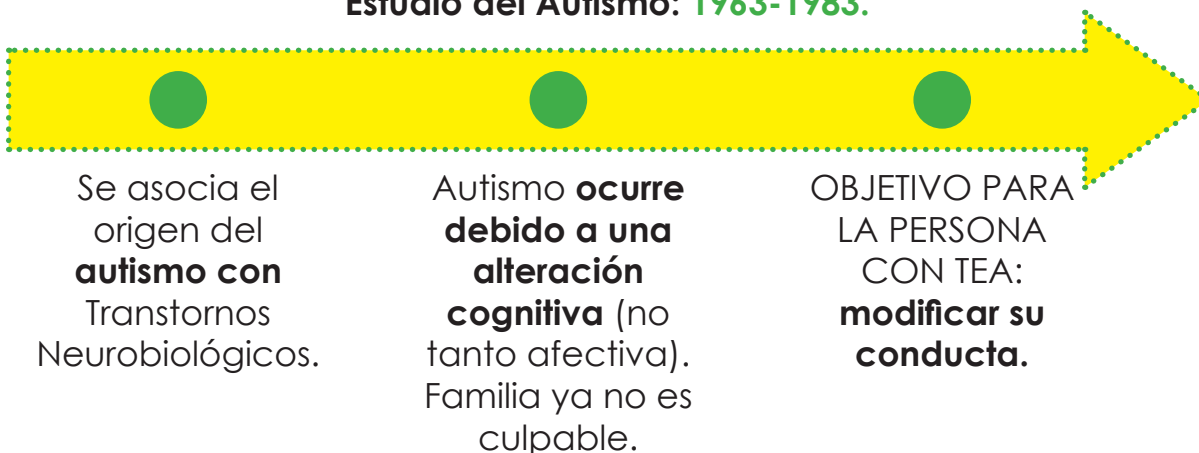 Estudio del Autismo: 1963-1983.
Se asocia el
origen del
autismo con
Transtornos
Neurobiológicos.
Autismo ocurre
debido a una
alteración
cognitiva (no
tanto afectiva).
Familia ya no es
culpable.
OBJETIVO PARA
LA PERSONA
CON TEA:
modificar su
conducta.